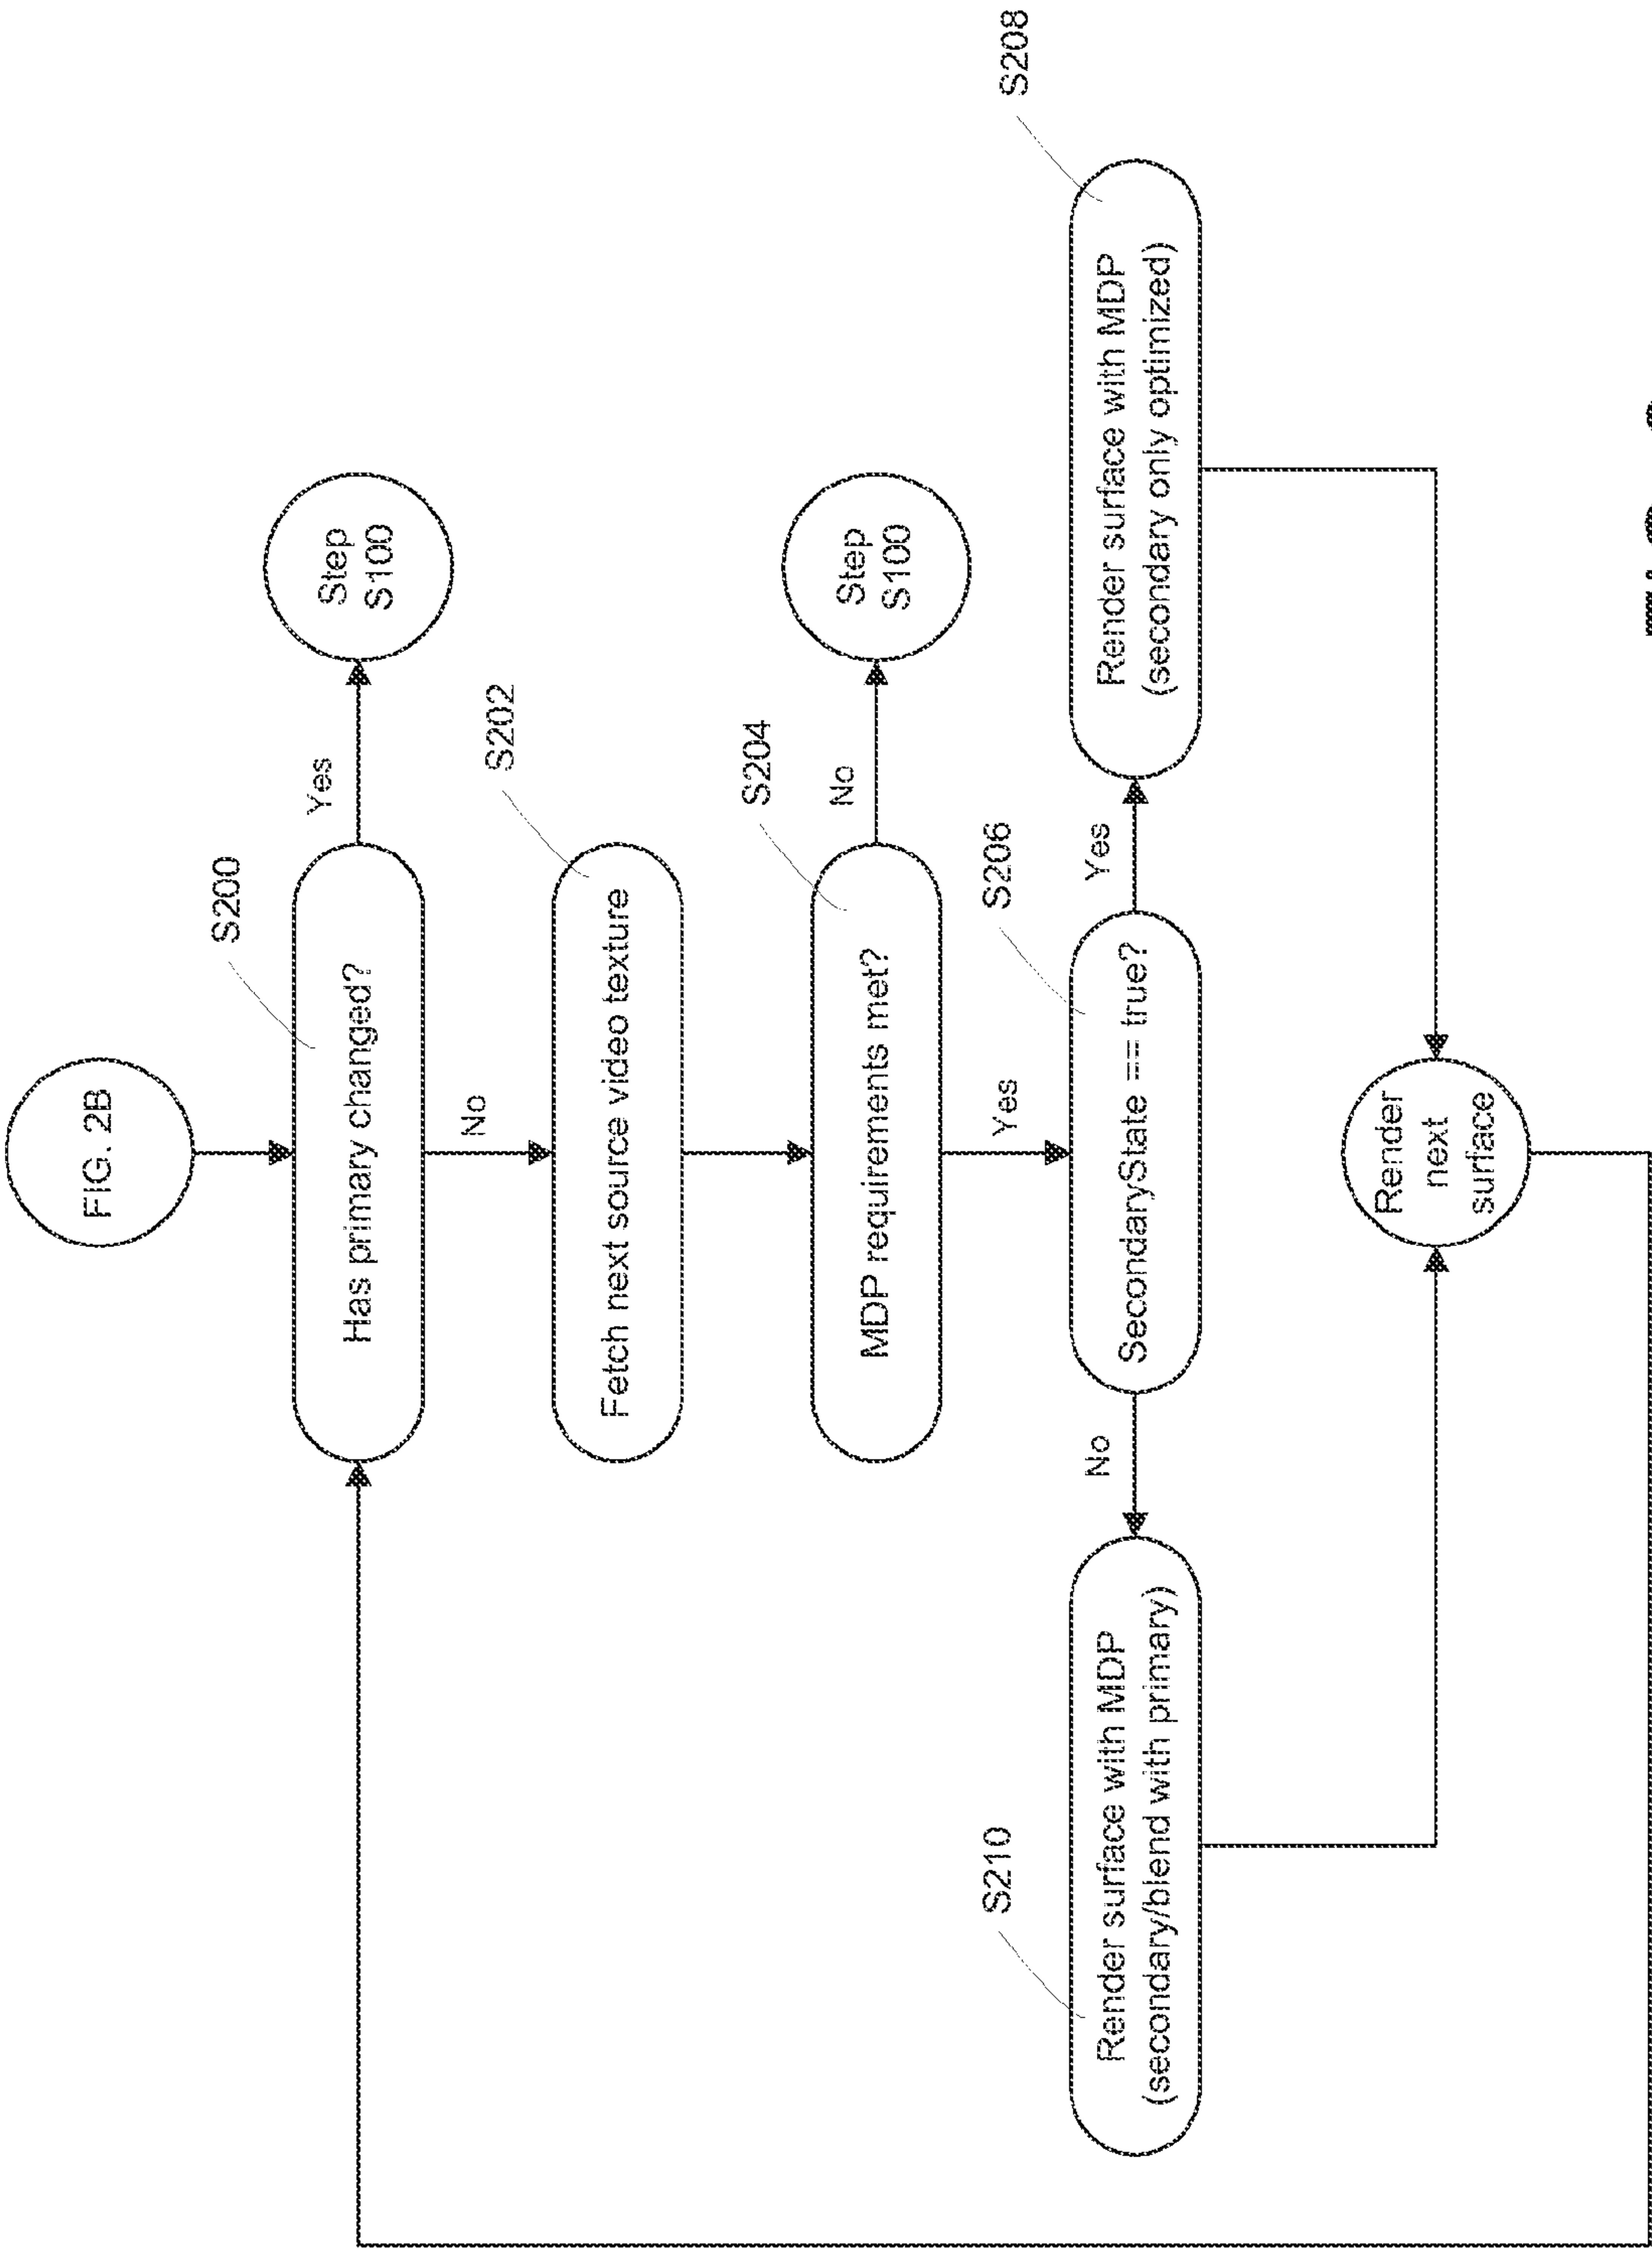 FIG. 2B
S200
Has primary changed?
Yes
Step
S100
No
S202
Fetch next source video texture
S204
MDP requirements met?
No
Step
S100
Yes
S206
SecondaryState == true?
No
Yes
S210
Render surface with MDP
(secondary/blend with primary)
S208
Render surface with MDP
(secondary only optimized)
Render
next
surface